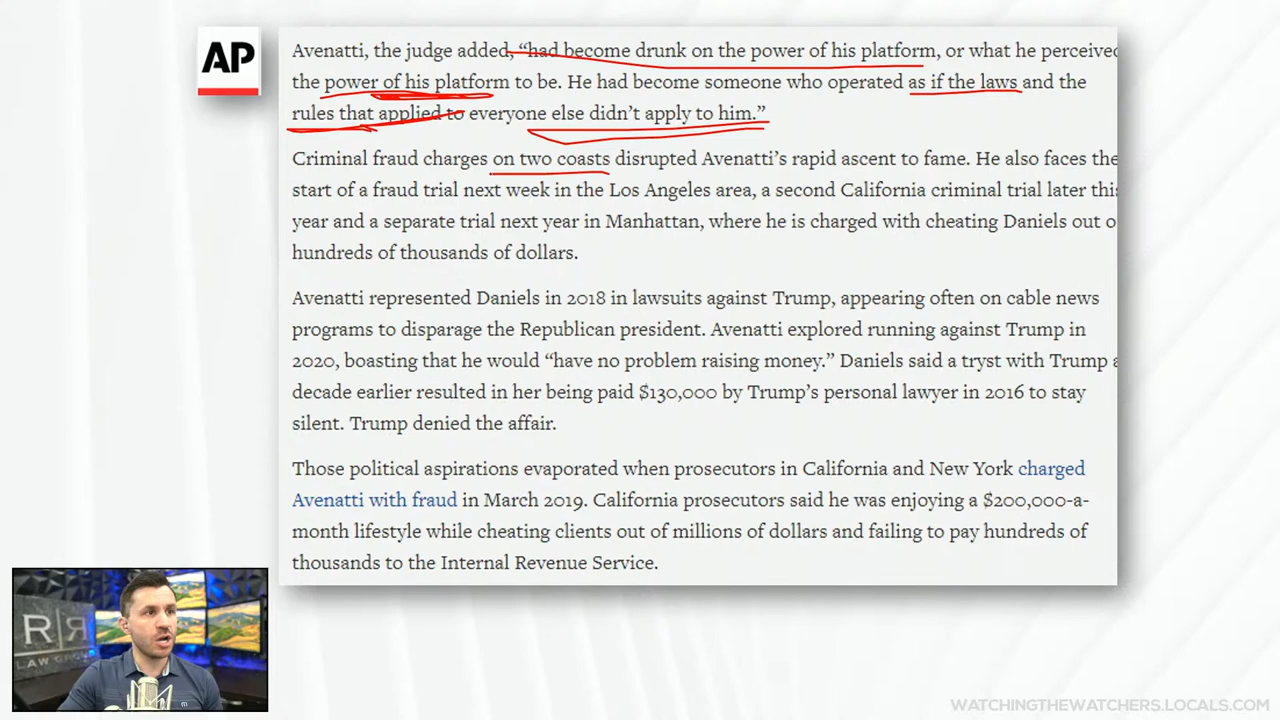 AP
Avenatti, the judge added, “had become drunk on the power of his platform, or what he perceived
the power of his platform to be. He had become someone who operated as if the laws and the
rules that applied to everyone else didn’t apply to him.”
Criminal fraud charges on two coasts disrupted Avenatti’s rapid ascent to fame. He also faces the
start of a fraud trial next week in the Los Angeles area, a second California criminal trial later this
year and a separate trial next year in Manhattan, where he is charged with cheating Daniels out o
hundreds of thousands of dollars.
Avenatti represented Daniels in 2018 in lawsuits against Trump, appearing often on cable news
programs to disparage the Republican president. Avenatti explored running against Trump in
2020, boasting that he would “have no problem raising money.” Daniels said a tryst with Trump a
decade earlier resulted in her being paid $130,000 by Trump’s personal lawyer in 2016 to stay
silent. Trump denied the affair.
Those political aspirations evaporated when prosecutors in California and New York charged
Avenatti with fraud in March 2019. California prosecutors said he was enjoying a $200,000-a-
month lifestyle while cheating clients out of millions of dollars and failing to pay hundreds of
thousands to the Internal Revenue Service.
R|R
LAW GROUP
WATCHINGTHEWATCHERS.LOCALS.COM